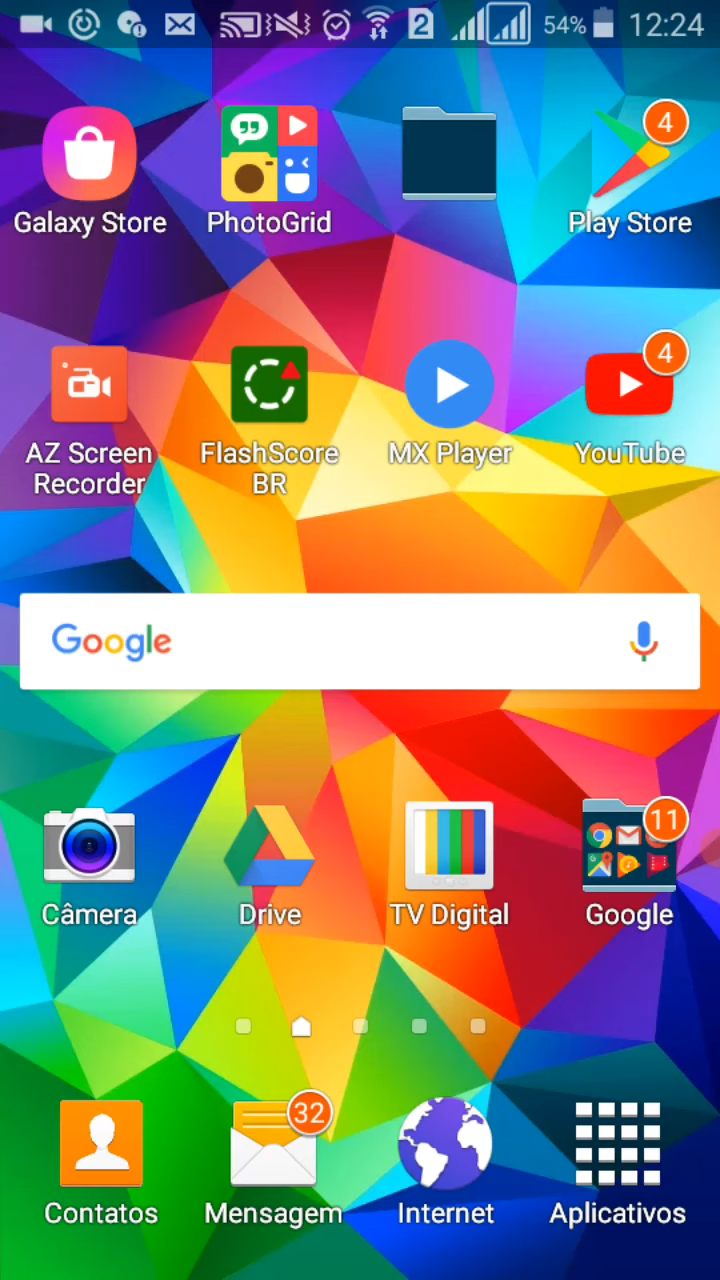 2 54% 12:24
4
Galaxy Store PhotoGrid Play Store
4
AZ Screen Recorder FlashScore BR MX Player YouTube
Google
11
Câmera Drive TV Digital Google
32
Contatos Mensagem Internet Aplicativos